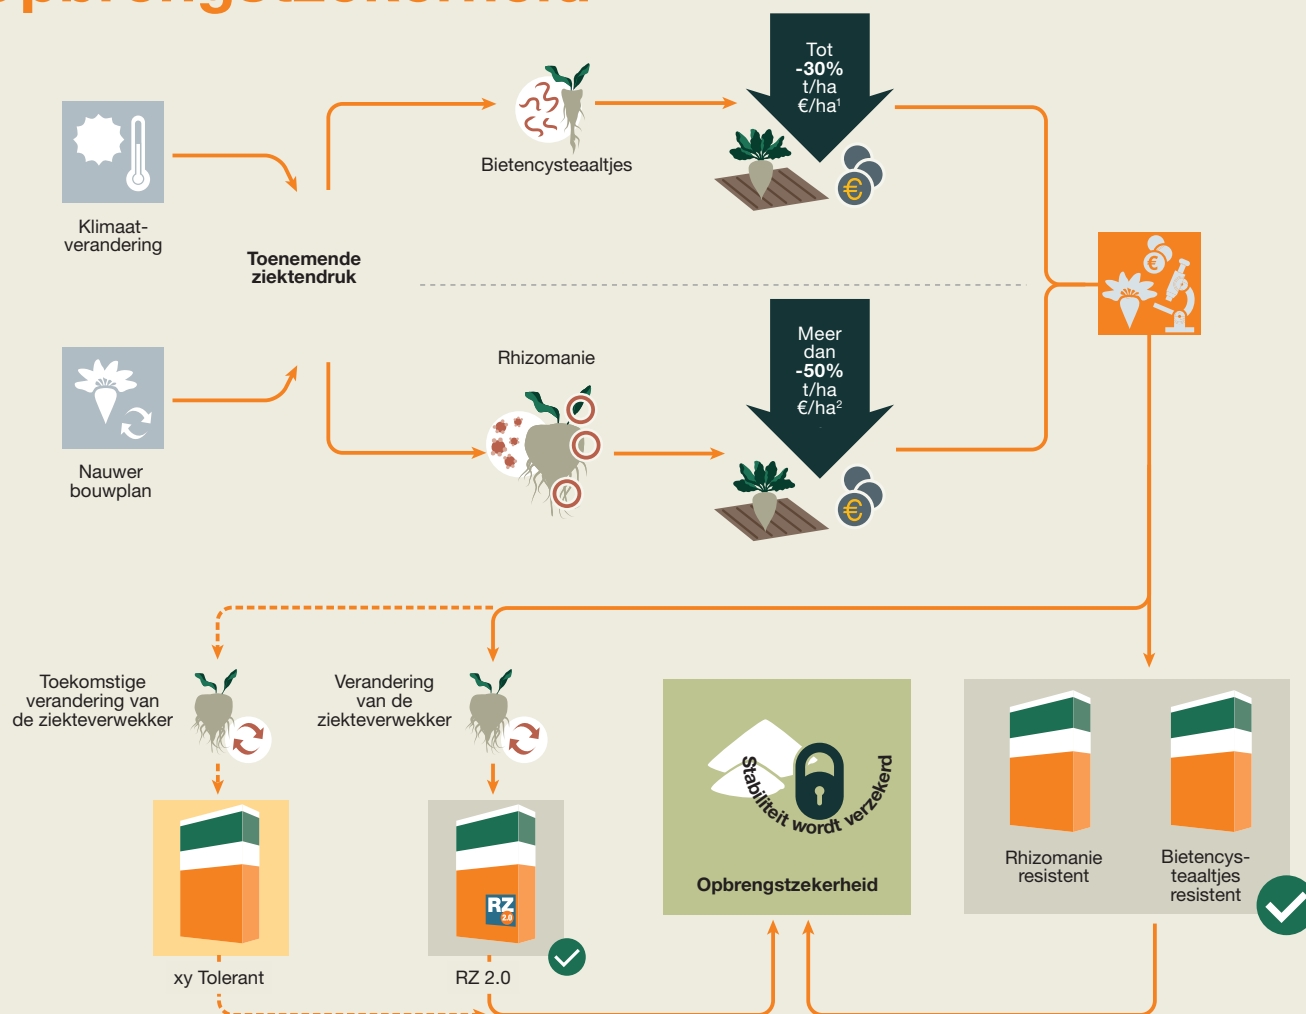 Opbrengstzekerheid
Tot
-30%
t/ha
€/ha¹
Bietencysteaaltjes
Klimaat-
verandering
Toenemende
ziektendruk
€
€
Meer
dan
-50%
t/ha
€/ha²
Rhizomanie
Nauwer
bouwplan
€
Toekomstige
verandering van
de ziekteverwekker
Verandering
van de
ziekteverwekker
Stabiliteit wordt verzekerd
Opbrengstzekerheid
Rhizomanie
resistent
Bietencys-
teaaltjes
resistent
RZ
2.0
xy Tolerant
RZ 2.0